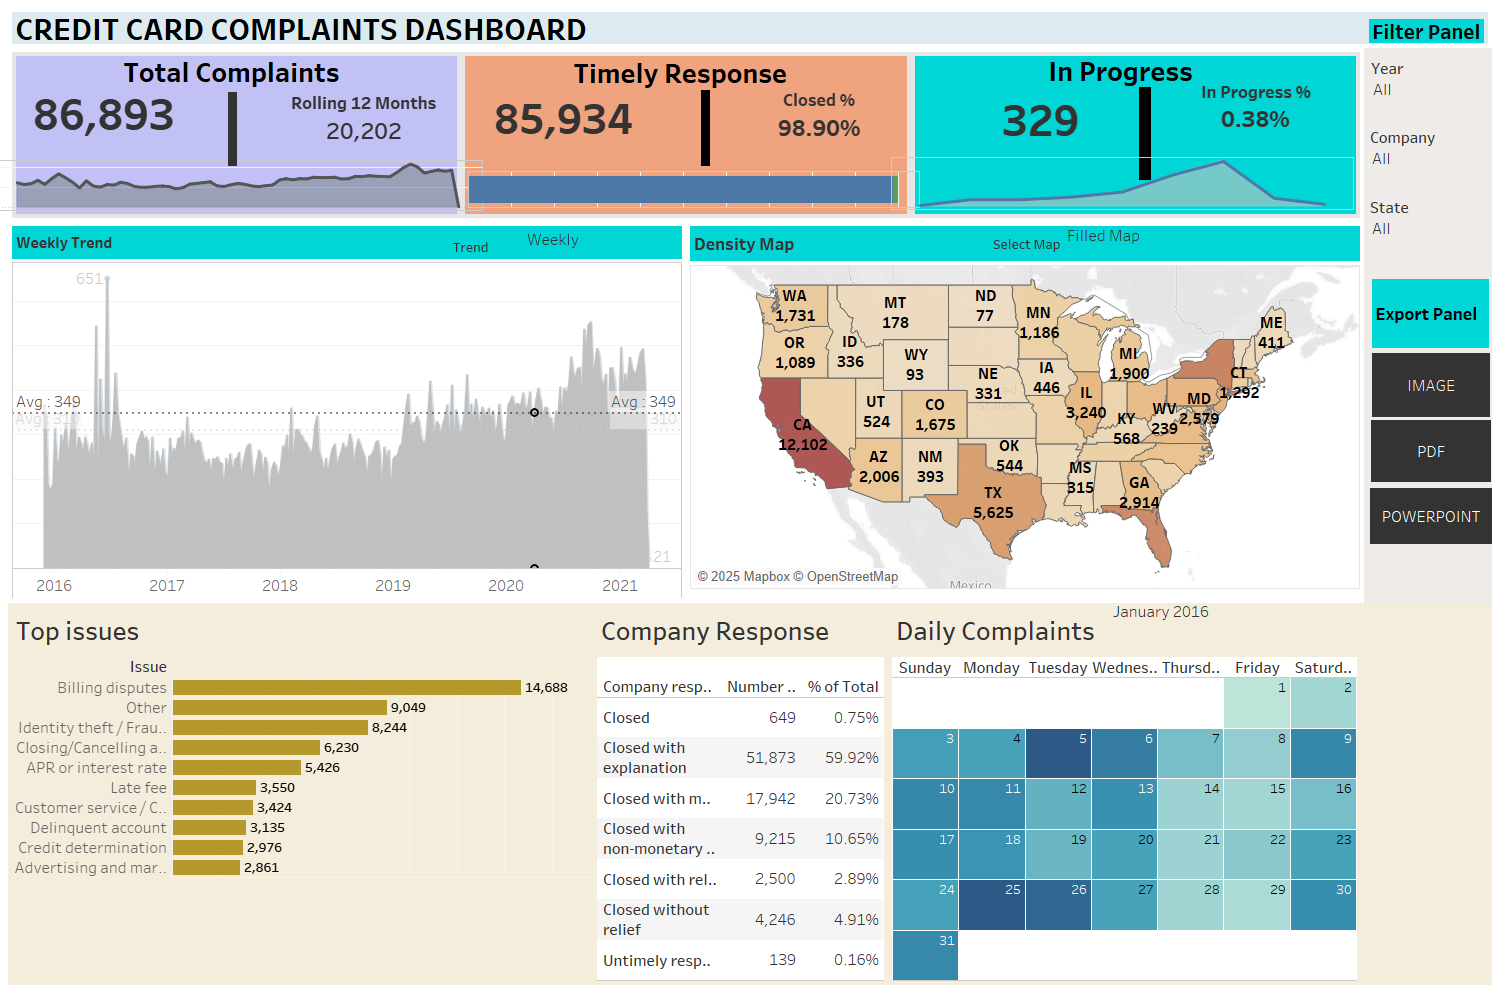 CREDIT CARD COMPLAINTS DASHBOARD
Filter Panel
Total Complaints
86,893
Rolling 12 Months
20,202
Timely Response
85,934
Closed %
98.90%
In Progress
329
In Progress %
0.38%
Year
All
Company
All
State
All
Export Panel
IMAGE
PDF
POWERPOINT
Weekly Trend
Trend
Weekly
651
Avg : 349
Avg : 349
Avg : 310
310
21
2016 2017 2018 2019 2020 2021
Density Map
Select Map
Filled Map
WA
1,731
MT
178
ND
77
MN
1,186
ME
411
OR
1,089
ID
336
WY
93
MI
1,900
NE
331
IA
446
IL
3,240
CT
1,292
UT
524
CO
1,675
KY
568
WV
239
MD
2,579
CA
12,102
AZ
2,006
NM
393
OK
544
MS
315
GA
2,914
TX
5,625
© 2025 Mapbox © OpenStreetMap
Mexico
Top issues
Issue
Billing disputes 14,688
Other 9,049
Identity theft / Frau.. 8,244
Closing/Cancelling a.. 6,230
APR or interest rate 5,426
Late fee 3,550
Customer service / C.. 3,424
Delinquent account 3,135
Credit determination 2,976
Advertising and mar.. 2,861
Company Response
Company resp.. Number .. % of Total
Closed 649 0.75%
Closed with
explanation 51,873 59.92%
Closed with m.. 17,942 20.73%
Closed with
non-monetary .. 9,215 10.65%
Closed with rel.. 2,500 2.89%
Closed without
relief 4,246 4.91%
Untimely resp.. 139 0.16%
January 2016
Daily Complaints
Sunday Monday Tuesday Wednes.. Thursd.. Friday Saturd..
1 2
3 4 5 6 7 8 9
10 11 12 13 14 15 16
17 18 19 20 21 22 23
24 25 26 27 28 29 30
31